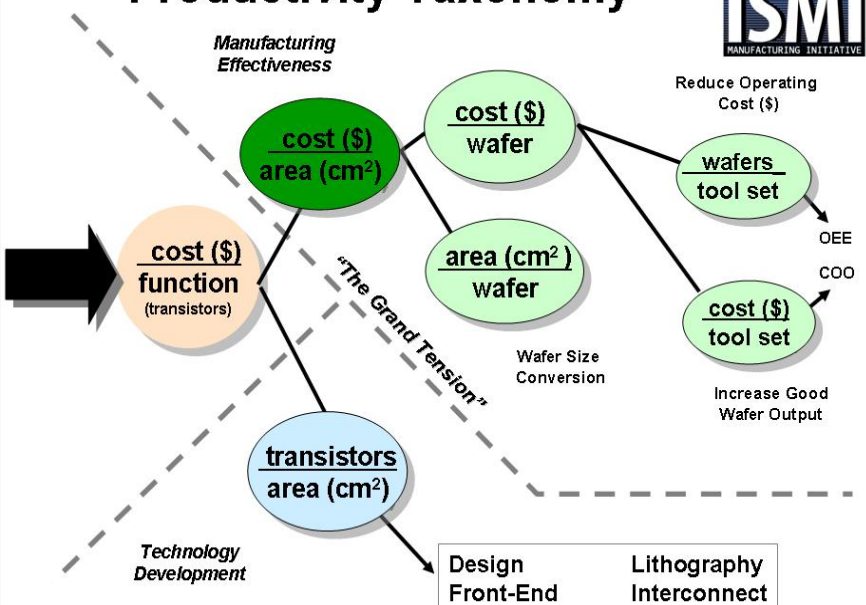 Productivity Taxonomy
ISMI
MANUFACTURING INITIATIVE
Manufacturing
Effectiveness
Reduce Operating
Cost ($)
cost ($)
area (cm²)
cost ($)
wafer
wafers
tool set
OEE
COO
cost ($)
function
(transistors)
area (cm²)
wafer
cost ($)
tool set
"The Grand Tension"
Wafer Size
Conversion
Increase Good
Wafer Output
transistors
area (cm²)
Technology
Development
Design Lithography
Front-End Interconnect